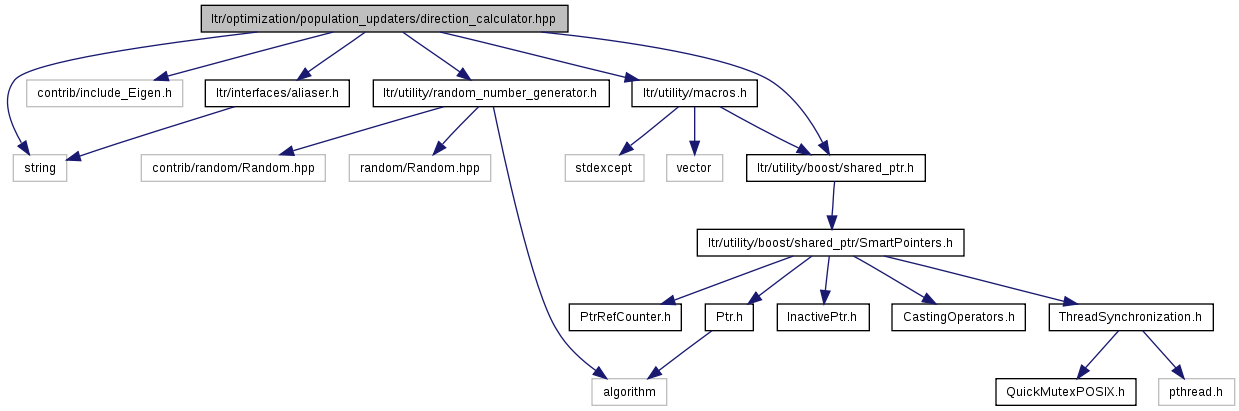 ltr/optimization/population_updaters/direction_calculator.hpp
contrib/include_Eigen.h
ltr/interfaces/aliaser.h
ltr/utility/random_number_generator.h
ltr/utility/macros.h
string
contrib/random/Random.hpp
random/Random.hpp
stdexcept
vector
ltr/utility/boost/shared_ptr.h
ltr/utility/boost/shared_ptr/SmartPointers.h
PtrRefCounter.h
Ptr.h
InactivePtr.h
CastingOperators.h
ThreadSynchronization.h
algorithm
QuickMutexPOSIX.h
pthread.h